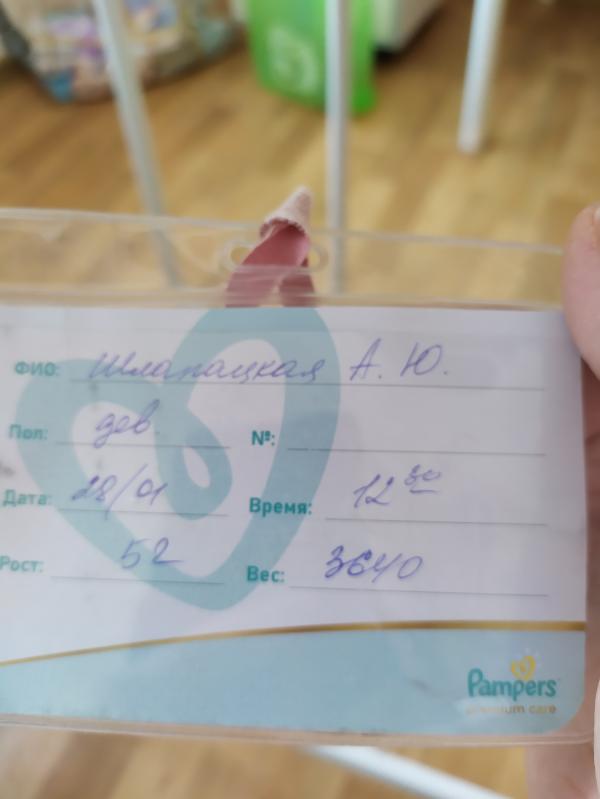 ФИО: Шлапацкая А. Ю.
Пол: дев. №:
Дата: 28/01 Время: 12 30
Рост: 52 Вес: 3640
Pampers
premium care